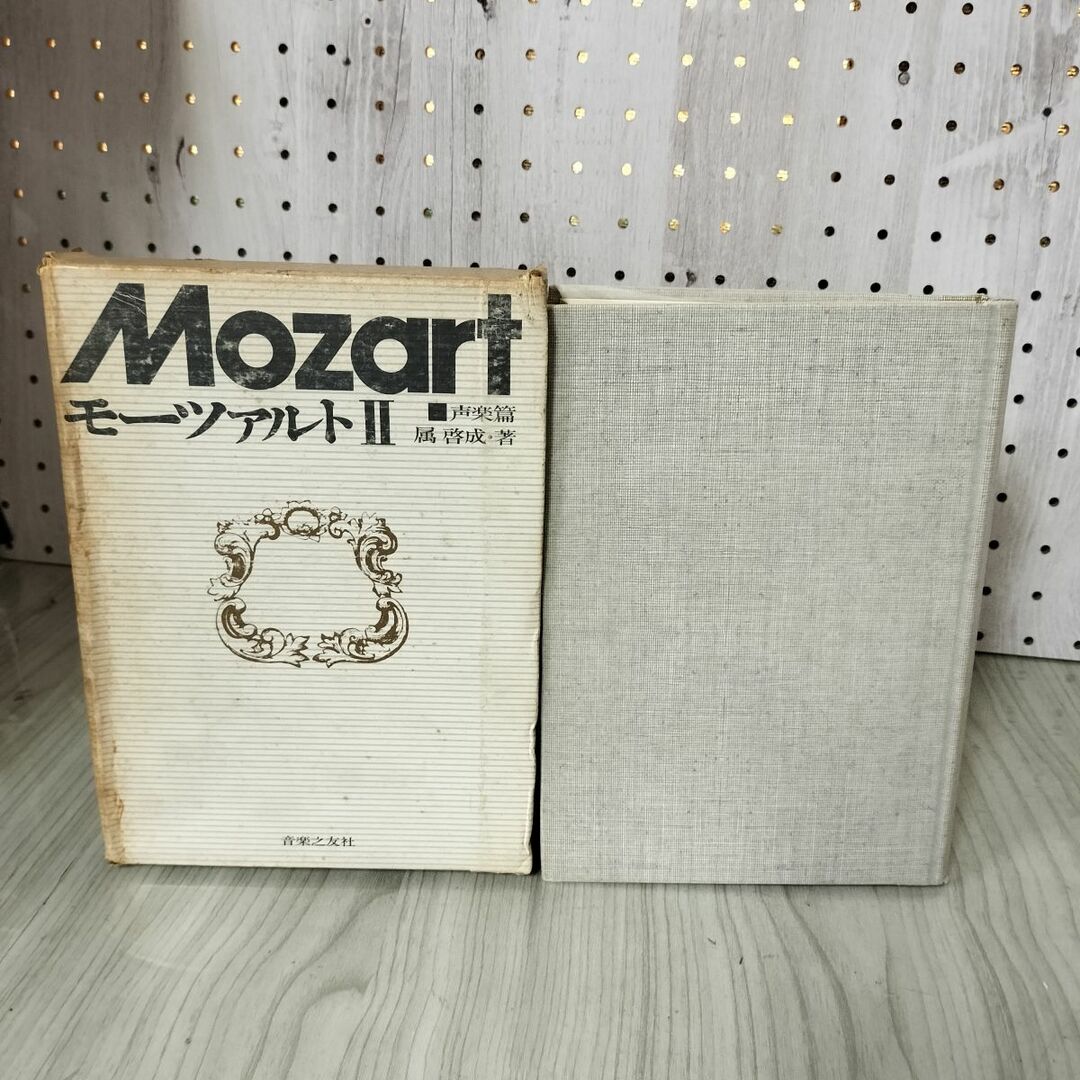 Mozart
モーツァルトII
■声楽篇
属 啓成・著
音楽之友社